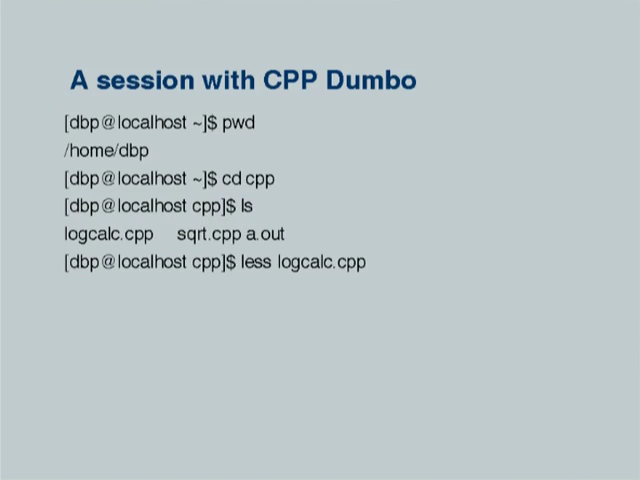 A session with CPP Dumbo
[dbp@localhost ~]$ pwd
/home/dbp
[dbp@localhost ~]$ cd cpp
[dbp@localhost cpp]$ ls
logcalc.cpp sqrt.cpp a.out
[dbp@localhost cpp]$ less logcalc.cpp